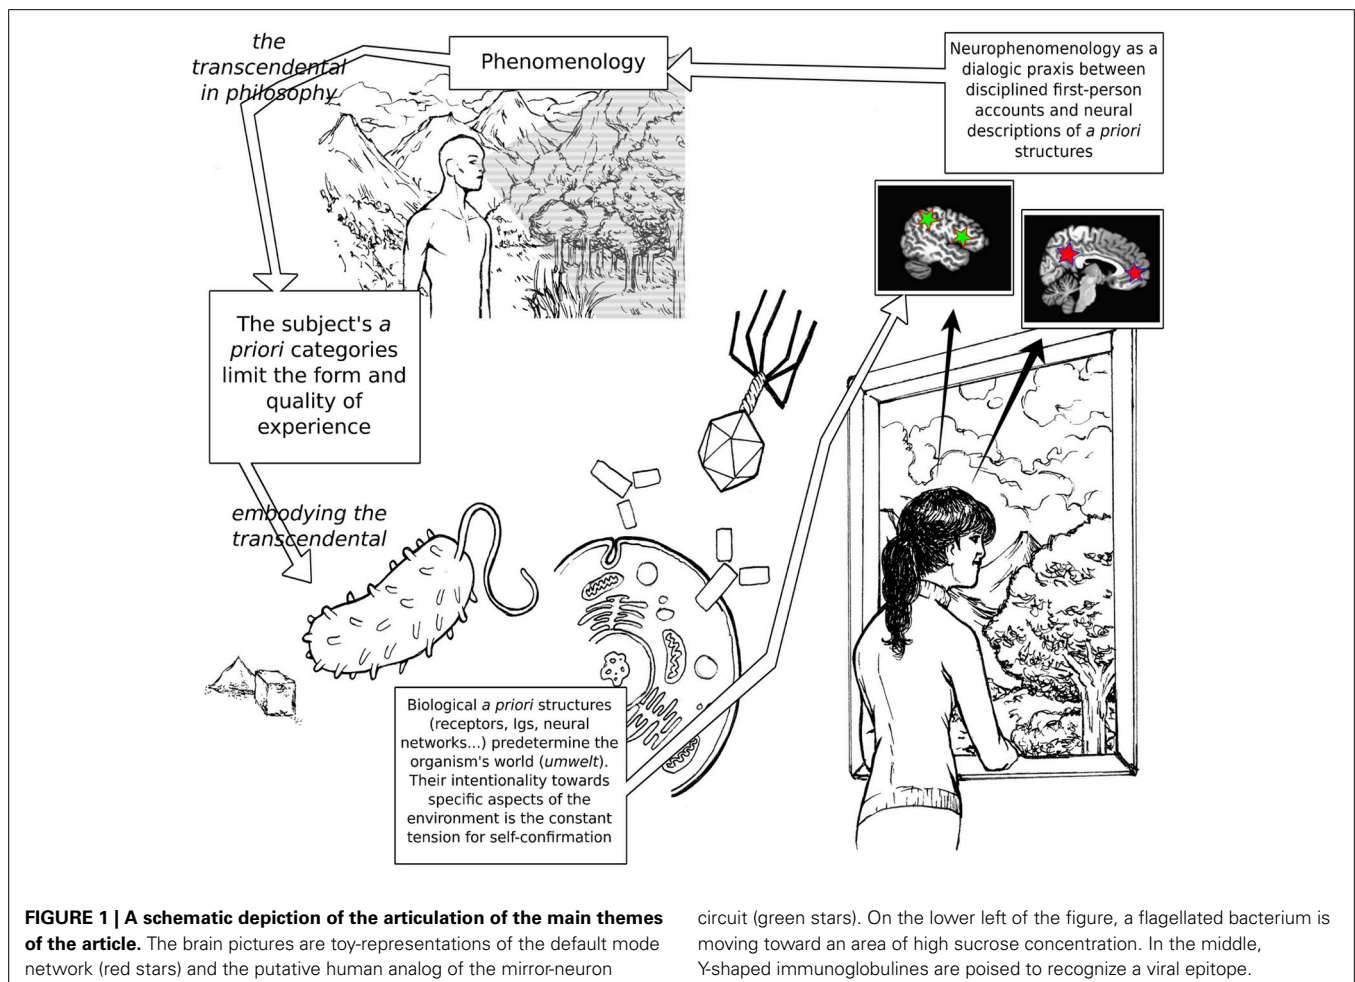 the
transcendental
in philosophy
Phenomenology
Neurophenomenology as a
dialogic praxis between
disciplined first-person
accounts and neural
descriptions of a priori
structures
The subject's a
priori categories
limit the form and
quality of
experience
embodying the
transcendental
Biological a priori structures
(receptors, Igs, neural
networks...) predetermine the
organism's world (umwelt).
Their intentionality towards
specific aspects of the
environment is the constant
tension for self-confirmation
FIGURE 1 | A schematic depiction of the articulation of the main themes
of the article. The brain pictures are toy-representations of the default mode
network (red stars) and the putative human analog of the mirror-neuron
circuit (green stars). On the lower left of the figure, a flagellated bacterium is
moving toward an area of high sucrose concentration. In the middle,
Y-shaped immunoglobulines are poised to recognize a viral epitope.